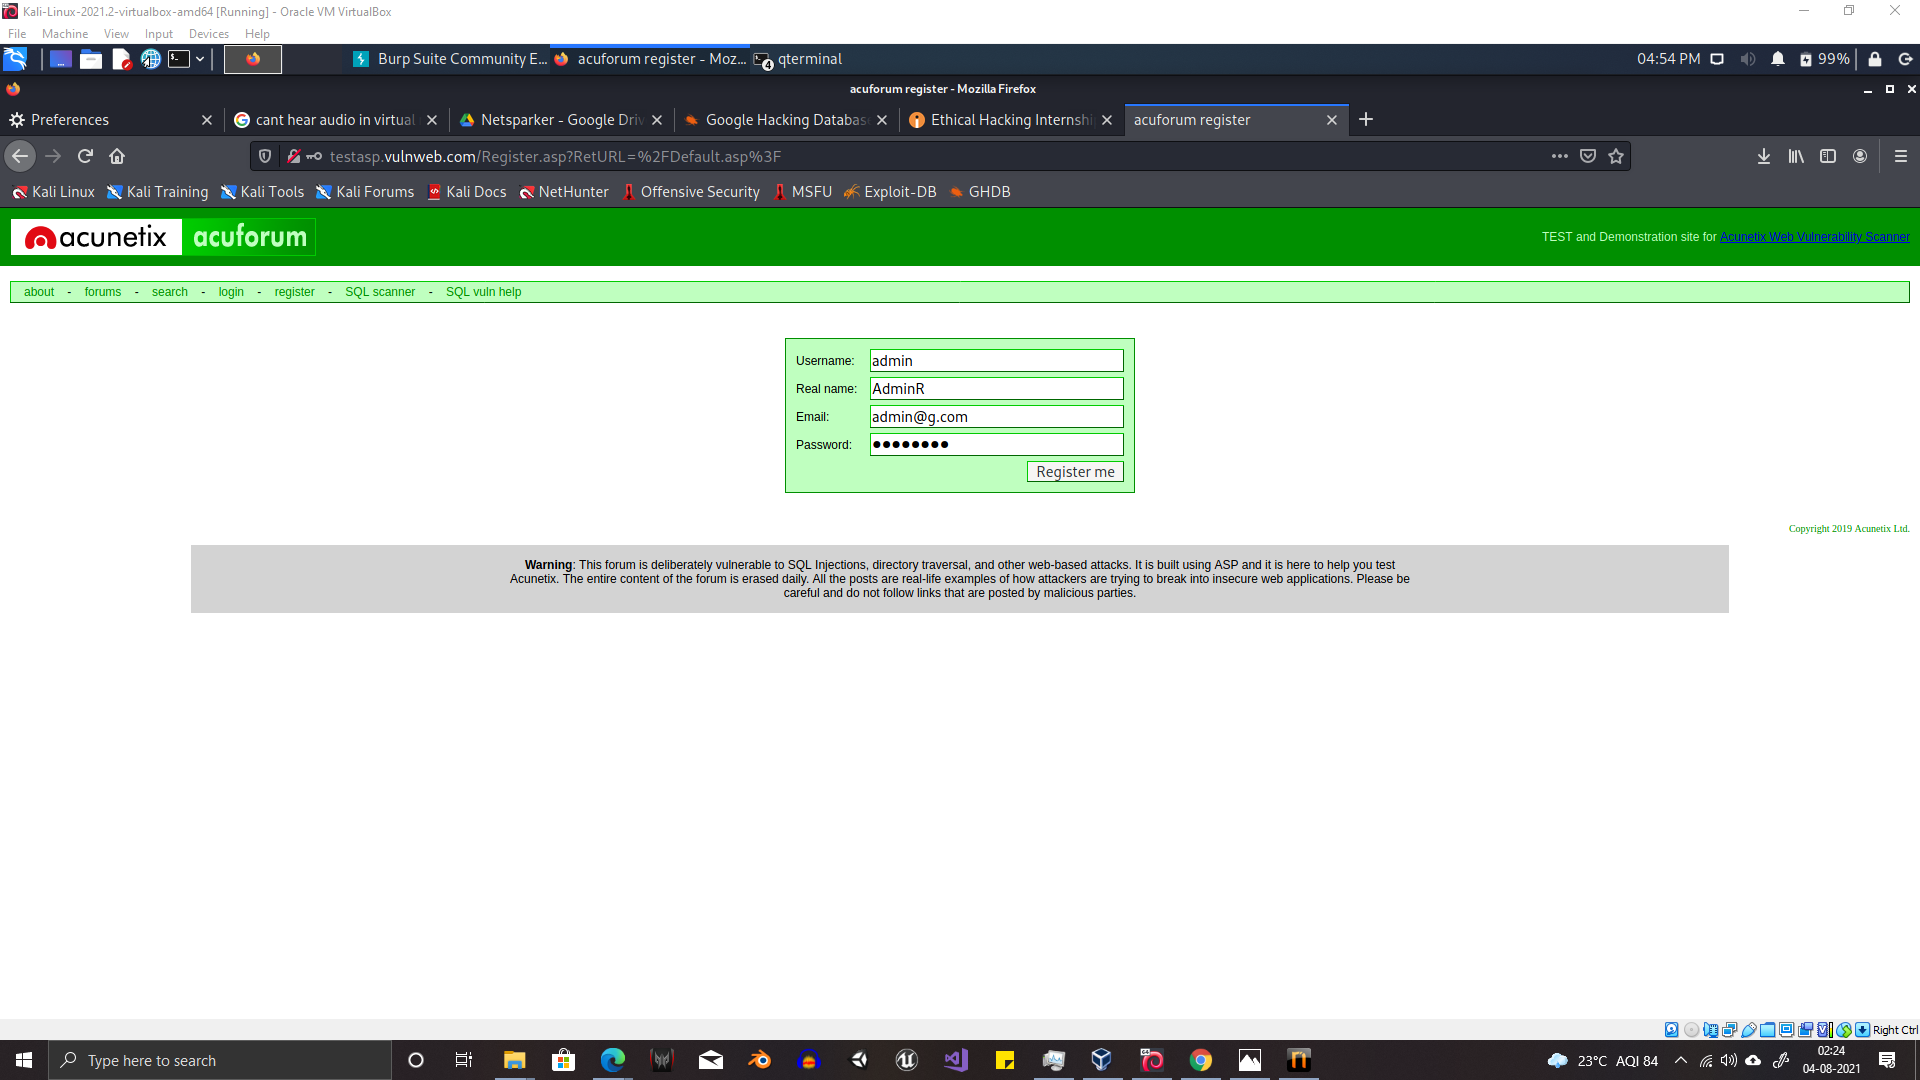 Kali-Linux-2021.2-virtualbox-amd64 [Running] - Oracle VM VirtualBox
File Machine View Input Devices Help
Burp Suite Community E... acuforum register - Moz... 4 qterminal 04:54 PM 99%
acuforum register - Mozilla Firefox
Preferences cant hear audio in virtual Netsparker - Google Driv Google Hacking Databas Ethical Hacking Internshi acuforum register
testasp.vulnweb.com/Register.asp?RetURL=%2FDefault.asp%3F
Kali Linux Kali Training Kali Tools Kali Forums Kali Docs NetHunter Offensive Security MSFU Exploit-DB GHDB
acunetix acuforum TEST and Demonstration site for Acunetix Web Vulnerability Scanner
about - forums - search - login - register - SQL scanner - SQL vuln help
Username: admin
Real name: AdminR
Email: admin@g.com
Password: ●●●●●●●●
Register me
Copyright 2019 Acunetix Ltd.
Warning: This forum is deliberately vulnerable to SQL Injections, directory traversal, and other web-based attacks. It is built using ASP and it is here to help you test
Acunetix. The entire content of the forum is erased daily. All the posts are real-life examples of how attackers are trying to break into insecure web applications. Please be
careful and do not follow links that are posted by malicious parties.
Right Ctrl
Type here to search 23°C AQI 84 02:24
04-08-2021